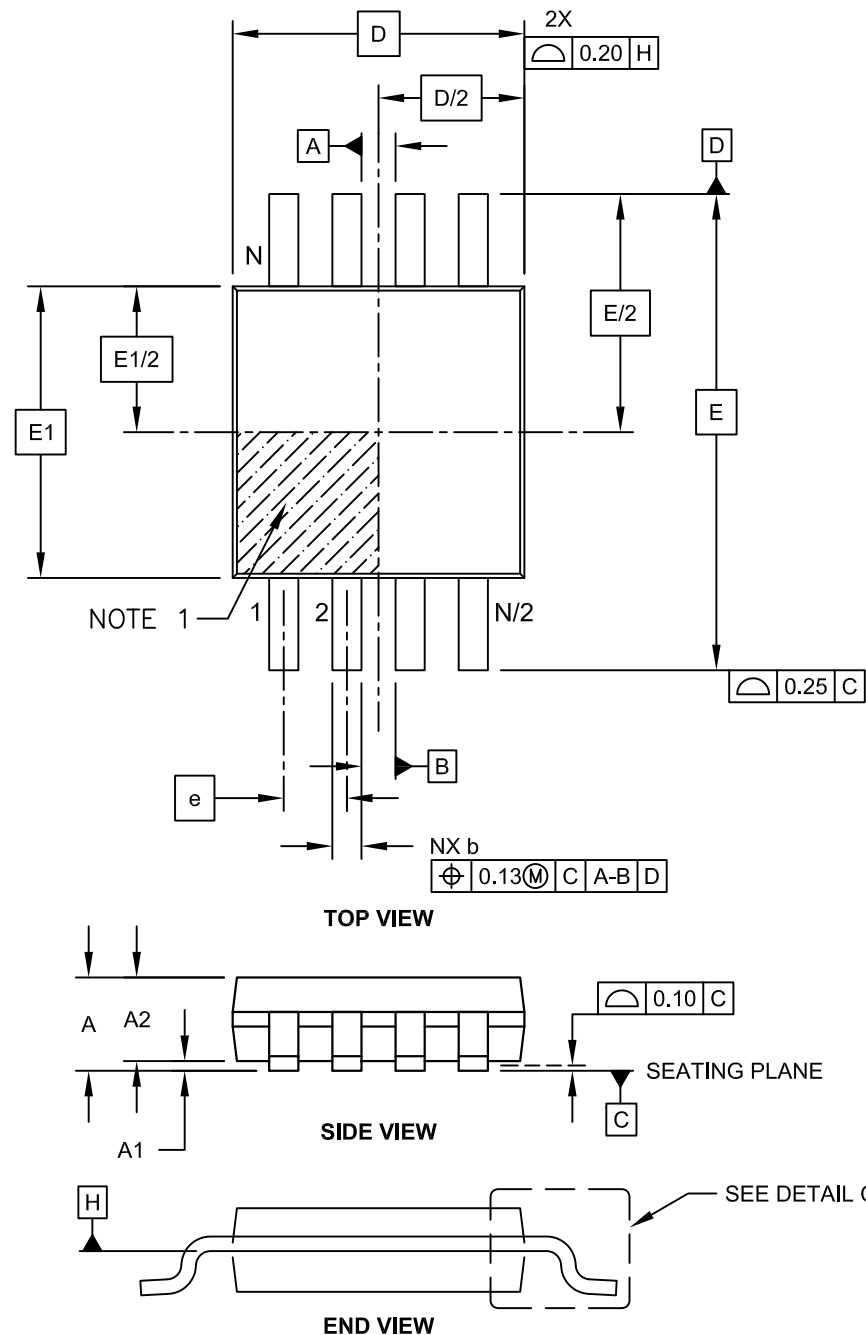 D
2X
0.20 H
D/2
A
D
N
E1/2
E/2
E1
E
NOTE 1
1
2
N/2
0.25 C
B
e
NX b
0.13Ⓜ C A-B D
TOP VIEW
A
A2
0.10 C
SEATING PLANE
C
A1
SIDE VIEW
H
SEE DETAIL
END VIEW